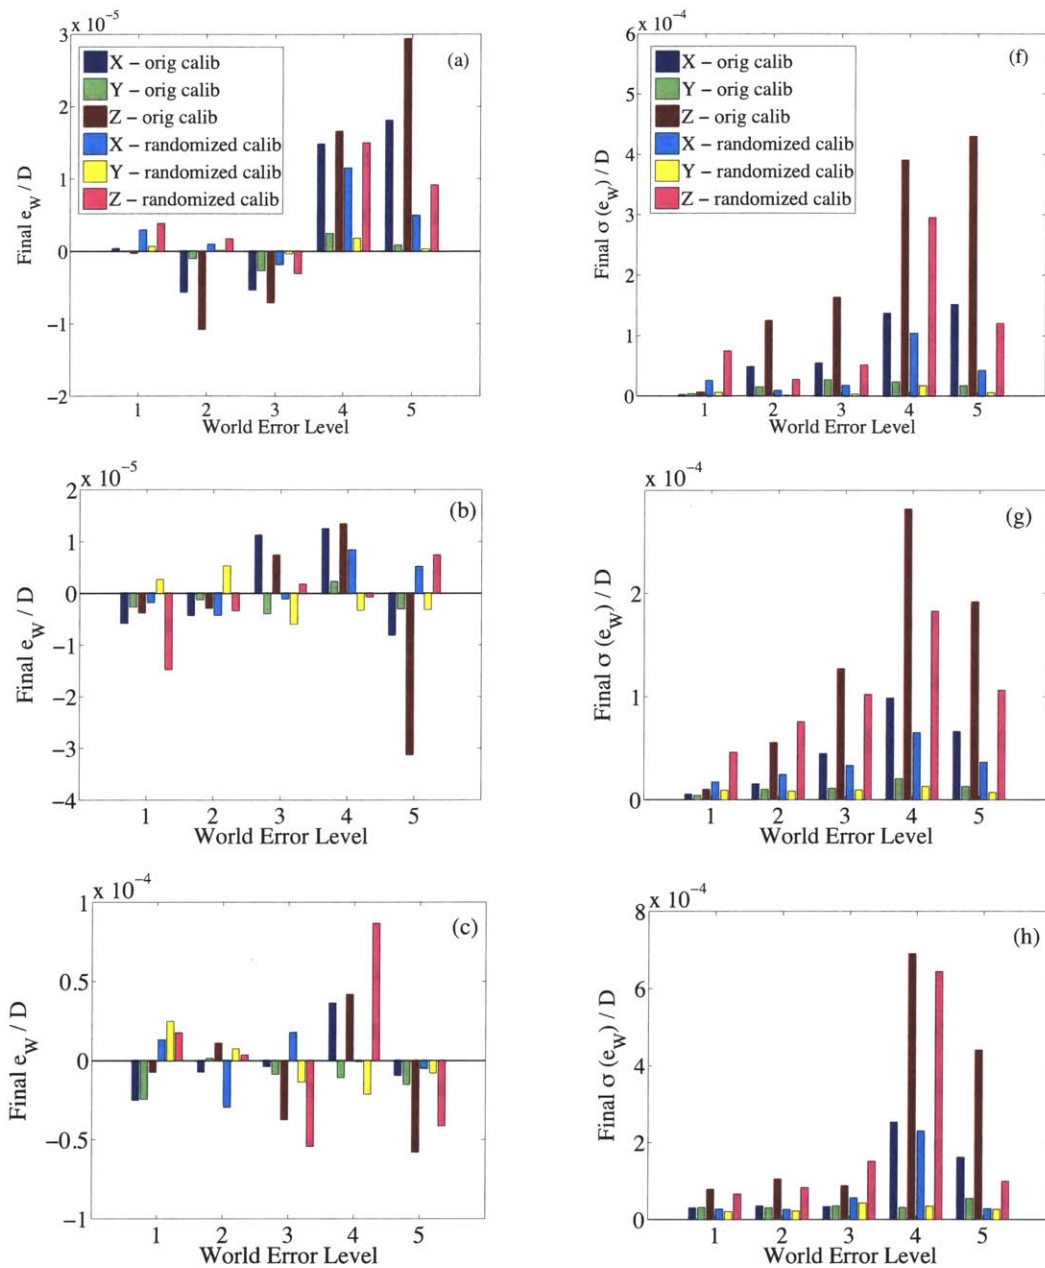 x 10⁻⁵
3
2
1
0
−1
−2
Final e_W / D
X − orig calib
Y − orig calib
Z − orig calib
X − randomized calib
Y − randomized calib
Z − randomized calib
(a)
1 2 3 4 5
World Error Level
x 10⁻⁴
6
4
2
1
0
Final σ (e_W) / D
X − orig calib
Y − orig calib
Z − orig calib
X − randomized calib
Y − randomized calib
Z − randomized calib
(f)
1 2 3 4 5
World Error Level
x 10⁻⁵
2
1
0
−1
−2
−3
−4
Final e_W / D
(b)
1 2 3 4 5
World Error Level
x 10⁻⁴
2
1
0
Final σ (e_W) / D
(g)
1 2 3 4 5
World Error Level
x 10⁻⁴
1
0.5
0
−0.5
−1
Final e_W / D
(c)
1 2 3 4 5
World Error Level
x 10⁻⁴
8
6
4
2
0
Final σ (e_W) / D
(h)
1 2 3 4 5
World Error Level